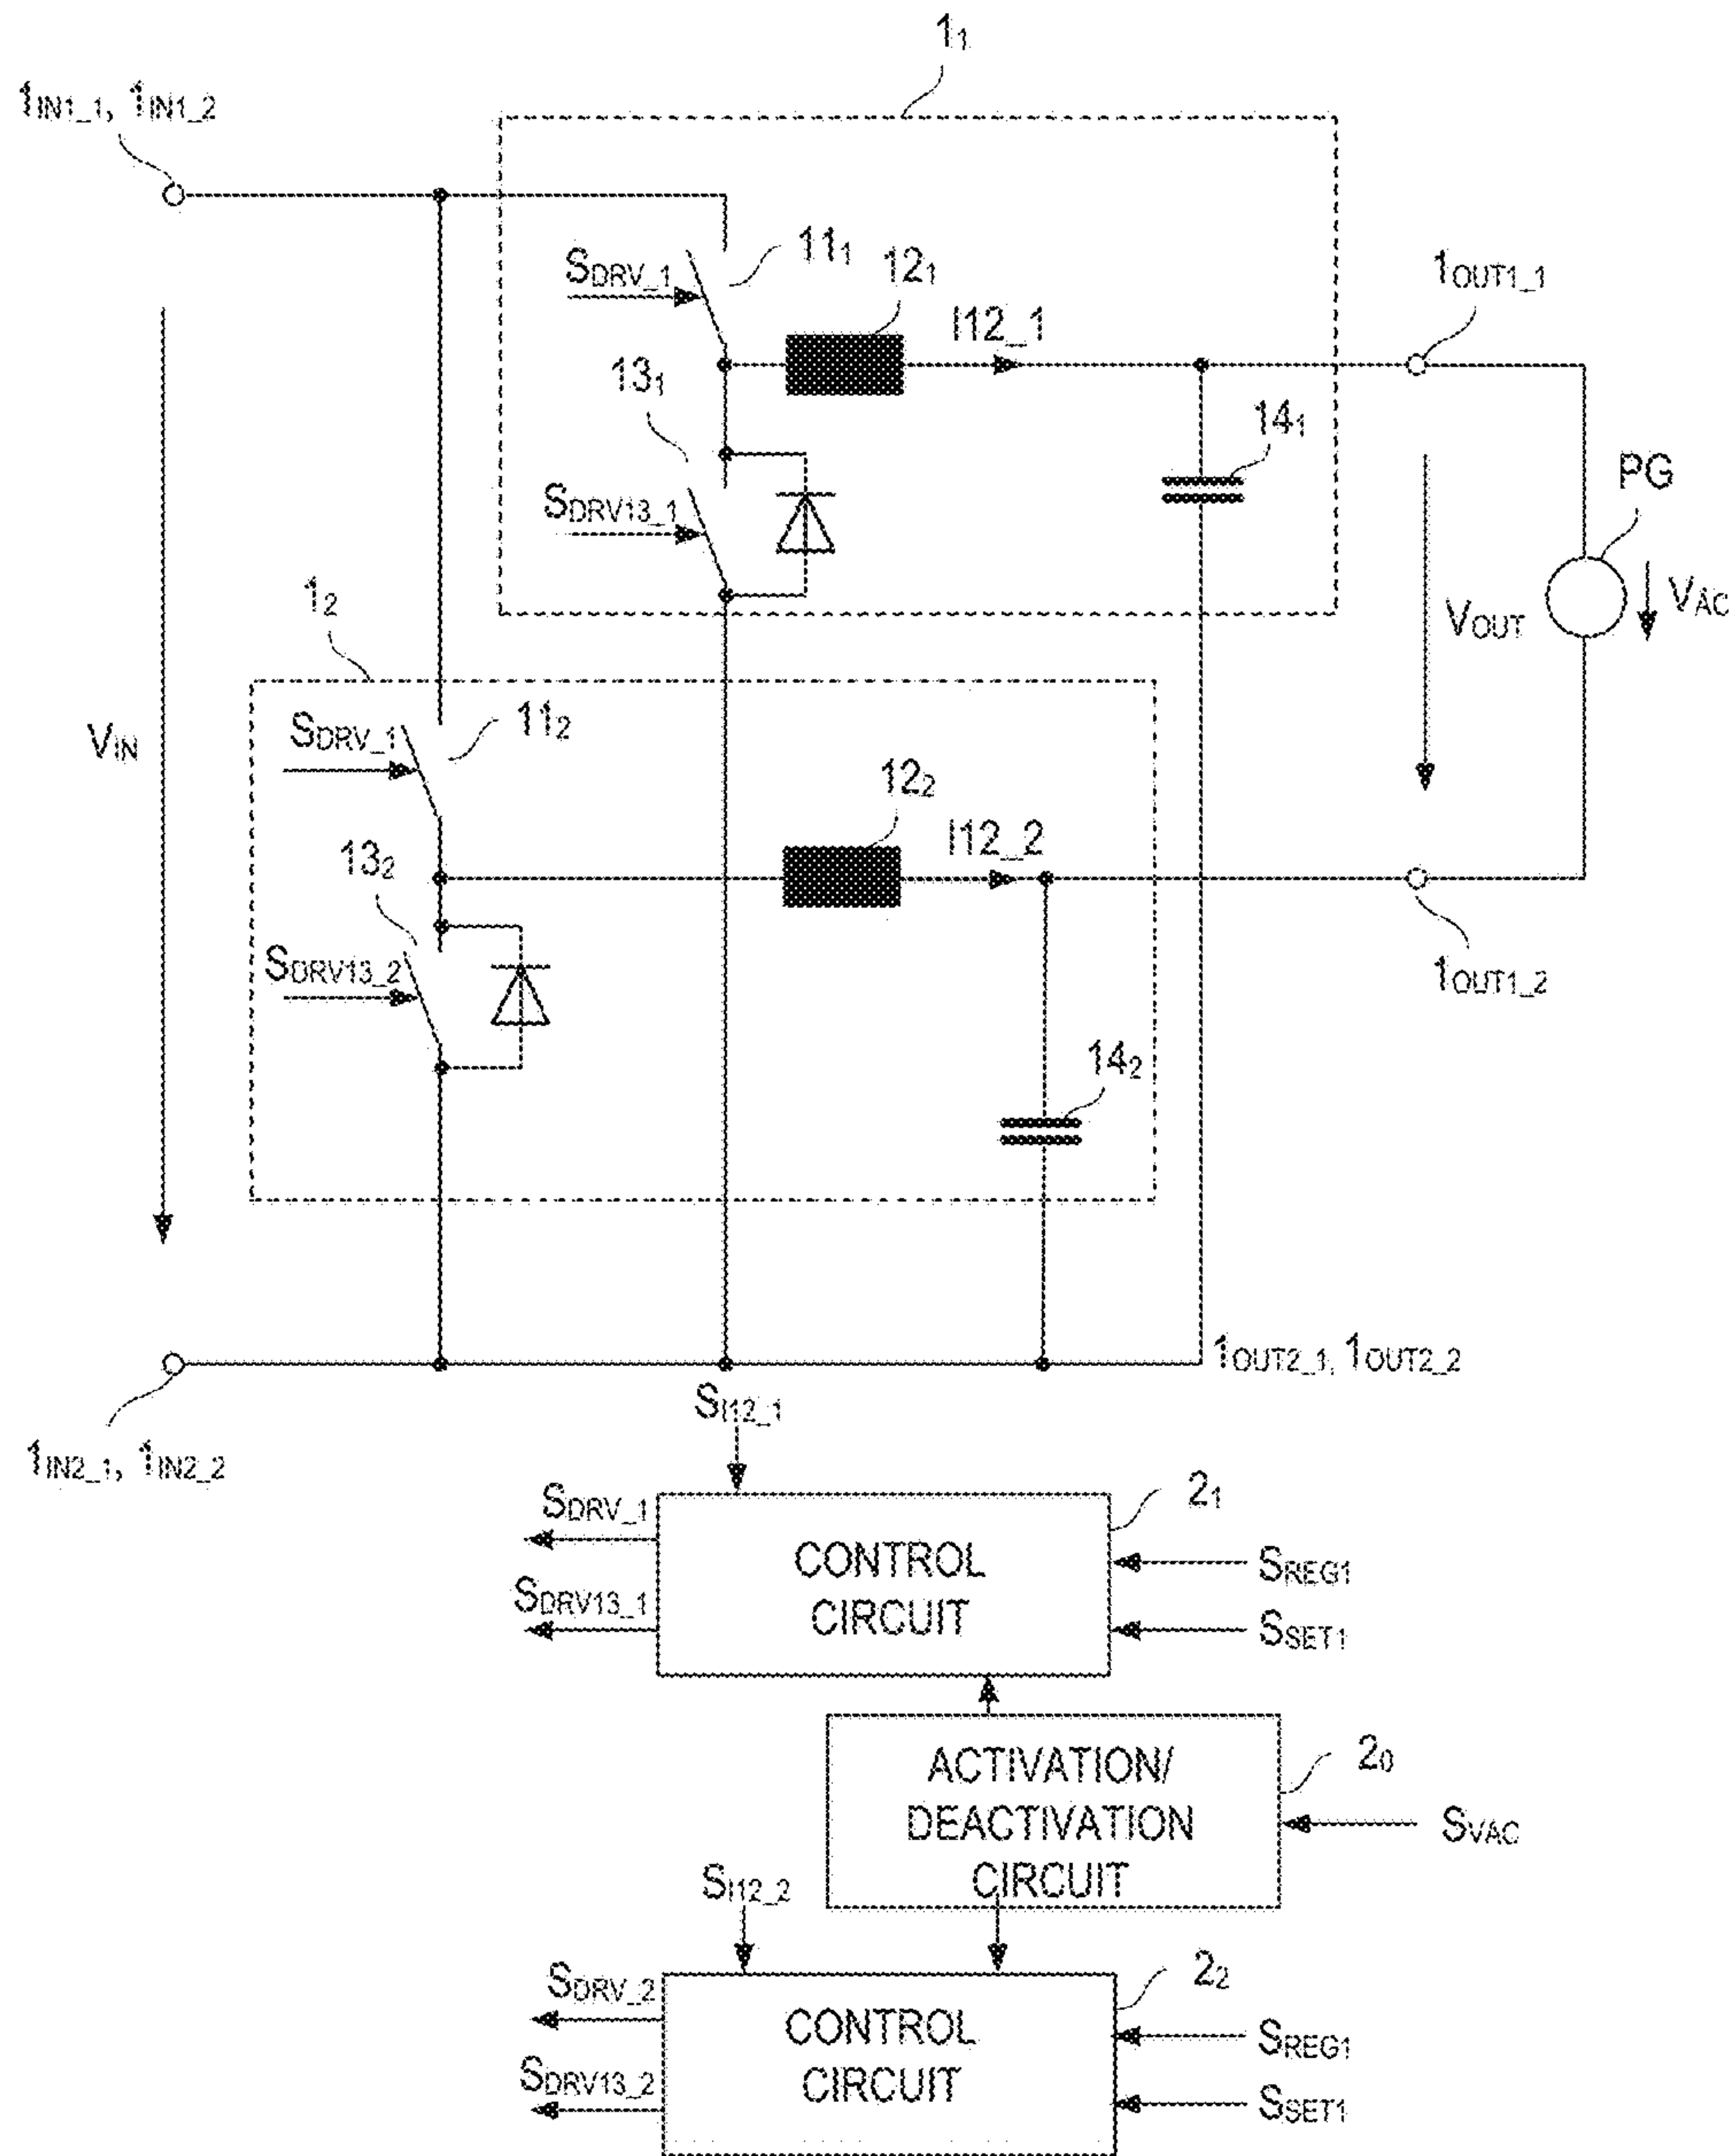 1₁
1IN1_1, 1IN1_2
SDRV_1
11₁
12₁
I12_1
1OUT1_1
13₁
14₁
SDRV13_1
PG
VAC
VOUT
1₂
VIN
SDRV_1
11₂
12₂
I12_2
13₂
SDRV13_2
1OUT1_2
14₂
1OUT2_1, 1OUT2_2
1IN2_1, 1IN2_2
SI12_1
SDRV_1
2₁
CONTROL
CIRCUIT
SREG1
SDRV13_1
SSET1
ACTIVATION/
DEACTIVATION
CIRCUIT
2₀
SVAC
SI12_2
SDRV_2
2₂
CONTROL
CIRCUIT
SREG1
SDRV13_2
SSET1